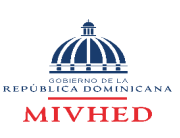 GOBIERNO DE LA
REPÚBLICA DOMINICANA
MIVHED